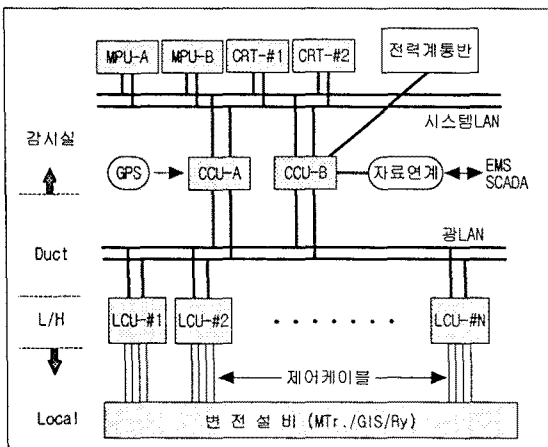 MPU-A MPU-B CRT-#1 CRT-#2 전력계통반
시스템LAN
감시실
GPS CCU-A CCU-B 자료연계 EMS
SCADA
Duct
광LAN
L/H LCU-#1 LCU-#2 · · · · · · · LCU-#N
제어케이블
Local 변 전 설 비 (MTr./GIS/Ry)